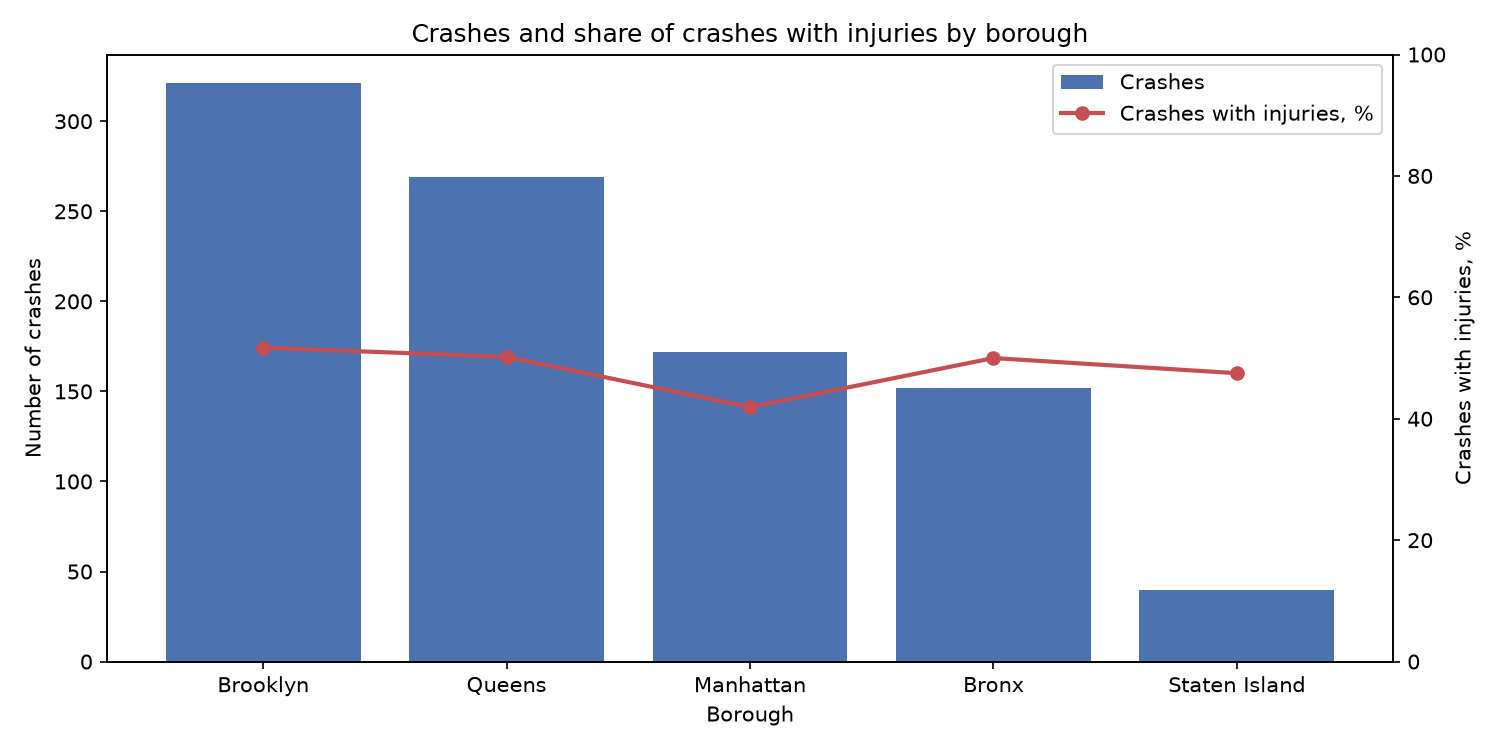 Crashes and share of crashes with injuries by borough
Crashes
Crashes with injuries, %
Number of crashes
300
250
200
150
100
50
0
100
80
60
40
20
0
Crashes with injuries, %
Brooklyn
Queens
Manhattan
Bronx
Staten Island
Borough